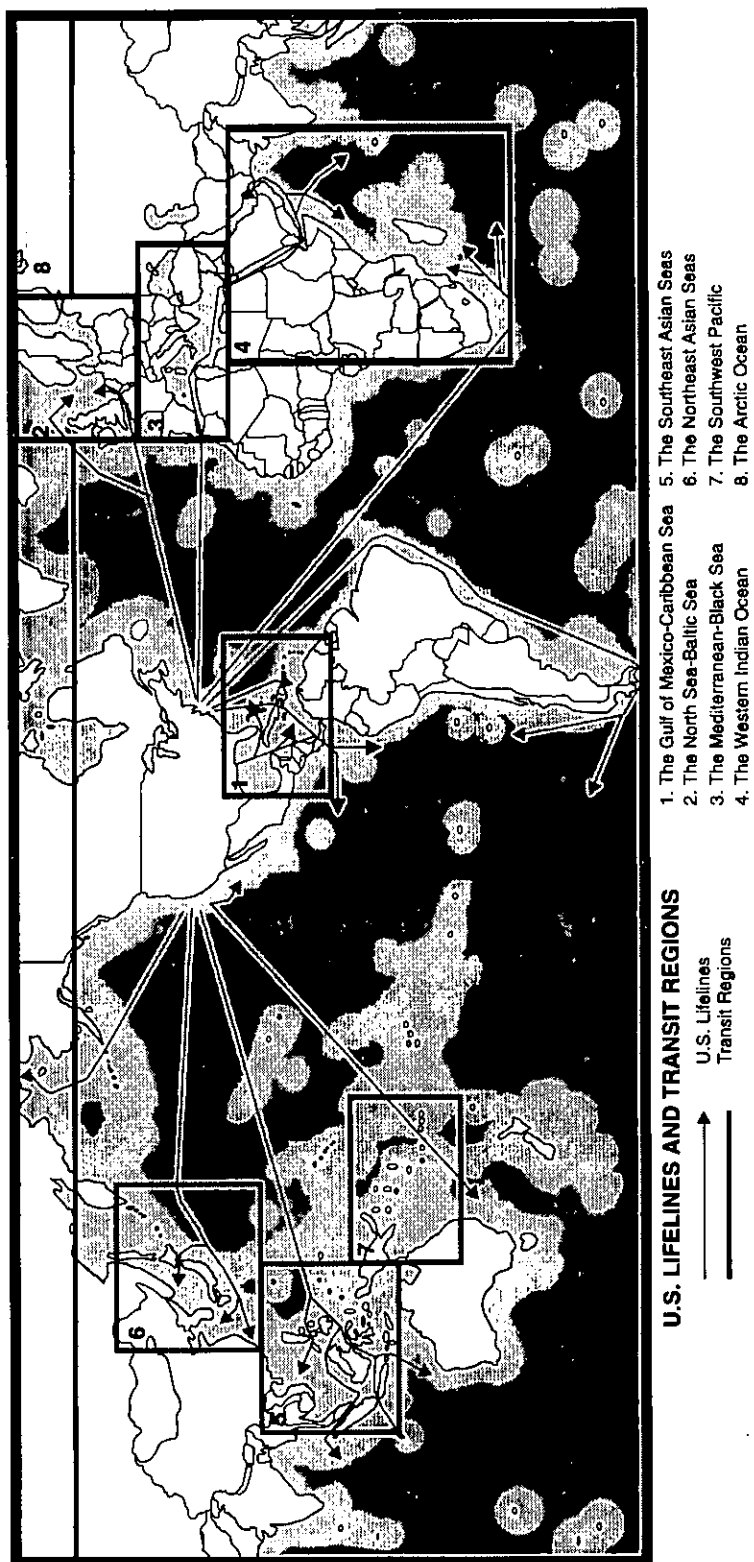 8
2
3
4
1
6
5
7
U.S. LIFELINES AND TRANSIT REGIONS
U.S. Lifelines
Transit Regions
1. The Gulf of Mexico-Caribbean Sea
2. The North Sea-Baltic Sea
3. The Mediterranean-Black Sea
4. The Western Indian Ocean
5. The Southeast Asian Seas
6. The Northeast Asian Seas
7. The Southwest Pacific
8. The Arctic Ocean